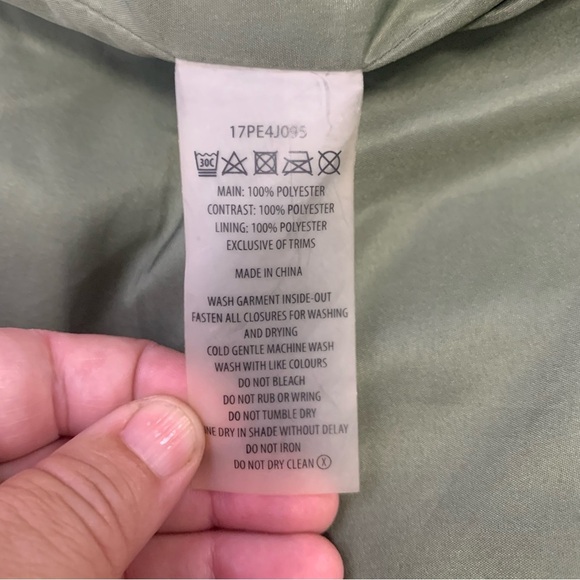 17PE4J095
30C
MAIN: 100% POLYESTER
CONTRAST: 100% POLYESTER
LINING: 100% POLYESTER
EXCLUSIVE OF TRIMS
MADE IN CHINA
WASH GARMENT INSIDE-OUT
FASTEN ALL CLOSURES FOR WASHING
AND DRYING
COLD GENTLE MACHINE WASH
WASH WITH LIKE COLOURS
DO NOT BLEACH
DO NOT RUB OR WRING
DO NOT TUMBLE DRY
DRY IN SHADE WITHOUT DELAY
DO NOT IRON
DO NOT DRY CLEAN X